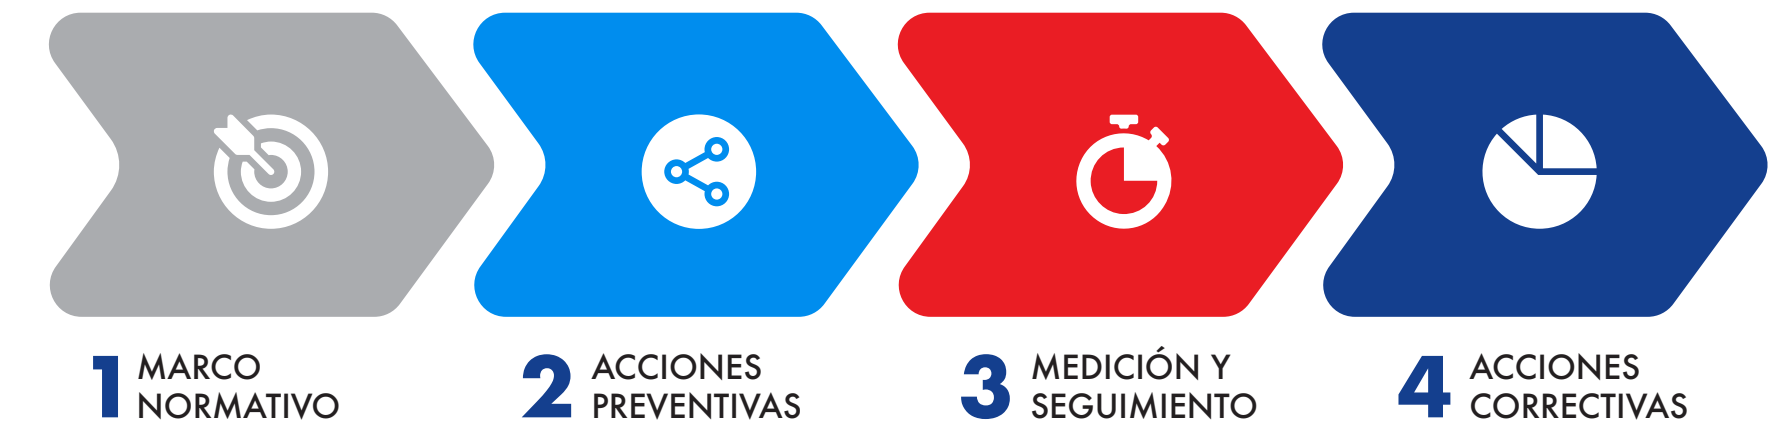 1 MARCO
NORMATIVO
2 ACCIONES
PREVENTIVAS
3 MEDICIÓN Y
SEGUIMIENTO
4 ACCIONES
CORRECTIVAS